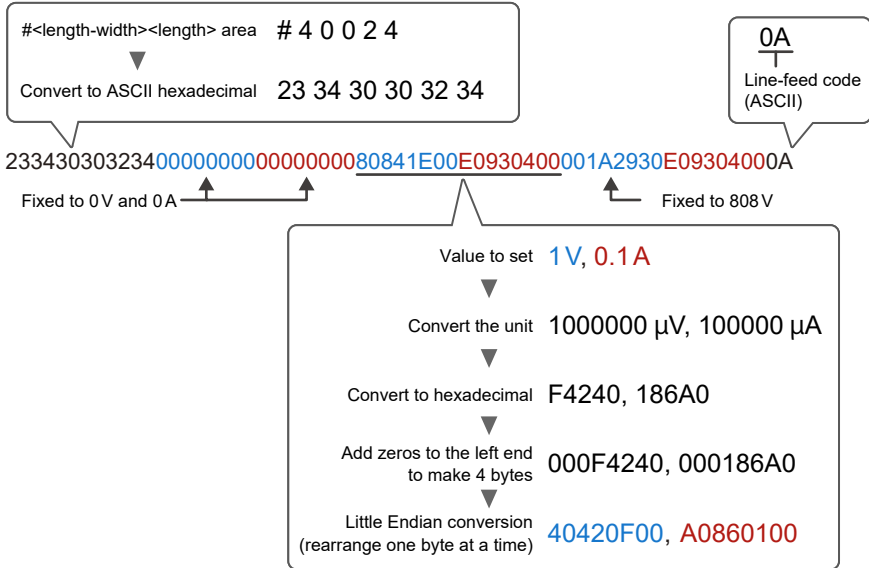 #<length-width><length> area # 4 0 0 2 4
Convert to ASCII hexadecimal 23 34 30 30 32 34
0A
Line-feed code
(ASCII)
233430303234000000000000000080841E00E0930400001A2930E09304000A
Fixed to 0 V and 0 A
Fixed to 808 V
Value to set 1 V, 0.1 A
Convert the unit 1000000 μV, 100000 μA
Convert to hexadecimal F4240, 186A0
Add zeros to the left end
to make 4 bytes 000F4240, 000186A0
Little Endian conversion
(rearrange one byte at a time) 40420F00, A0860100